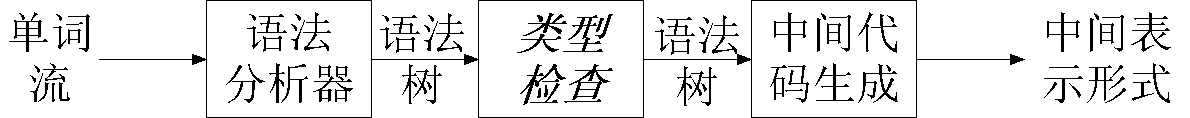 单词
流
语法
分析器
语法
树
类型
检查
语法
树
中间代
码生成
中间表
示形式